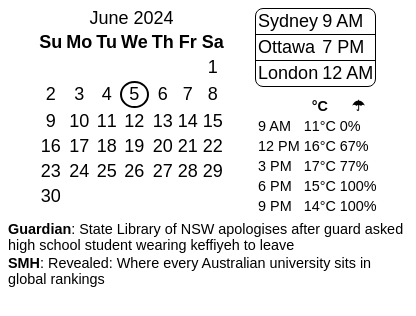 June 2024
Su Mo Tu We Th Fr Sa
1
2 3 4 5 6 7 8
9 10 11 12 13 14 15
16 17 18 19 20 21 22
23 24 25 26 27 28 29
30
Sydney 9 AM
Ottawa 7 PM
London 12 AM
°C ☂
9 AM 11°C 0%
12 PM 16°C 67%
3 PM 17°C 77%
6 PM 15°C 100%
9 PM 14°C 100%
Guardian: State Library of NSW apologises after guard asked
high school student wearing keffiyeh to leave
SMH: Revealed: Where every Australian university sits in
global rankings